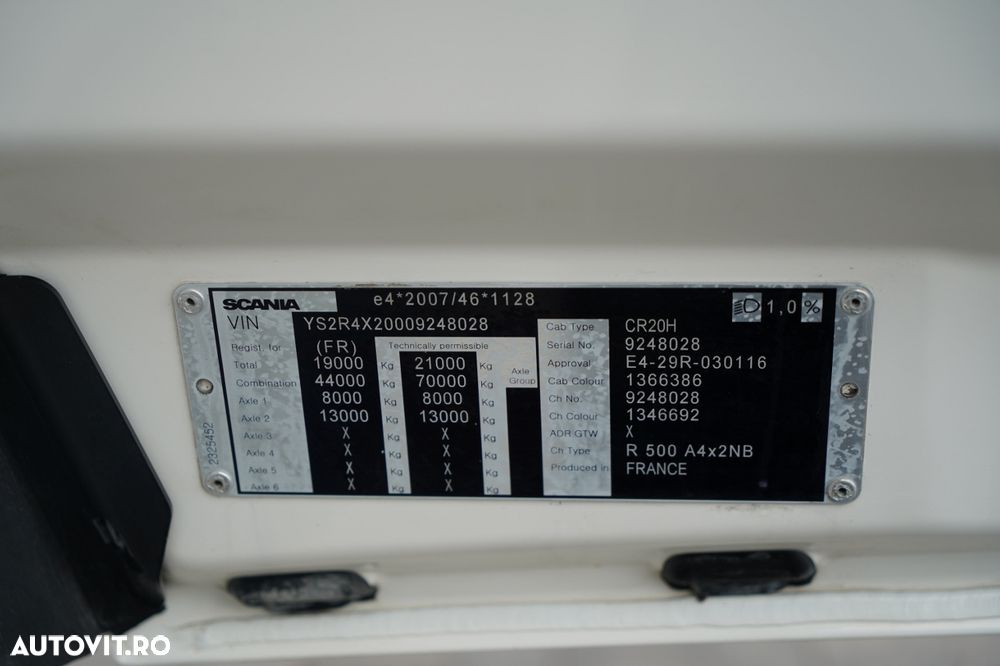 SCANIA e4*2007/46*1128 1,0 %
VIN YS2R4X20009248028
Regist. for (FR) Technically permissible
Total 19000 Kg 21000 Kg Axle Group
Combination 44000 Kg 70000 Kg
Axle 1 8000 Kg 8000 Kg
Axle 2 13000 Kg 13000 Kg
Axle 3 X Kg X Kg
Axle 4 X Kg X Kg
Axle 5 X Kg X Kg
Axle 6 X Kg X Kg
2325452
Cab Type CR20H
Serial No. 9248028
Approval E4-29R-030116
Cab Colour 1366386
Ch No. 9248028
Ch Colour 1346692
ADR GTW X
Ch Type R 500 A4x2NB
Produced in FRANCE
AUTOVIT.RO